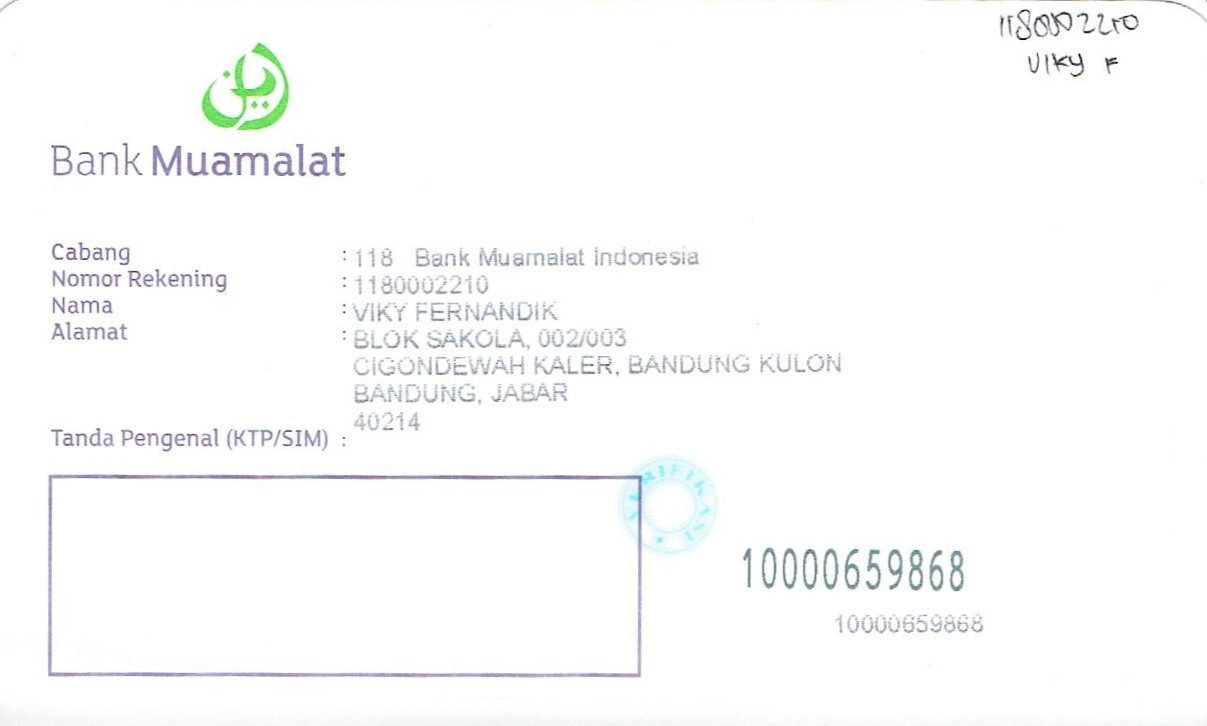 1180002210
VIKY F
Bank Muamalat
Cabang : 118 Bank Muamalat Indonesia
Nomor Rekening : 1180002210
Nama : VIKY FERNANDIK
Alamat : BLOK SAKOLA, 002/003
CIGONDEWAH KALER, BANDUNG KULON
BANDUNG, JABAR
40214
Tanda Pengenal (KTP/SIM) :
VERIFIKASI
10000659868
10000659868